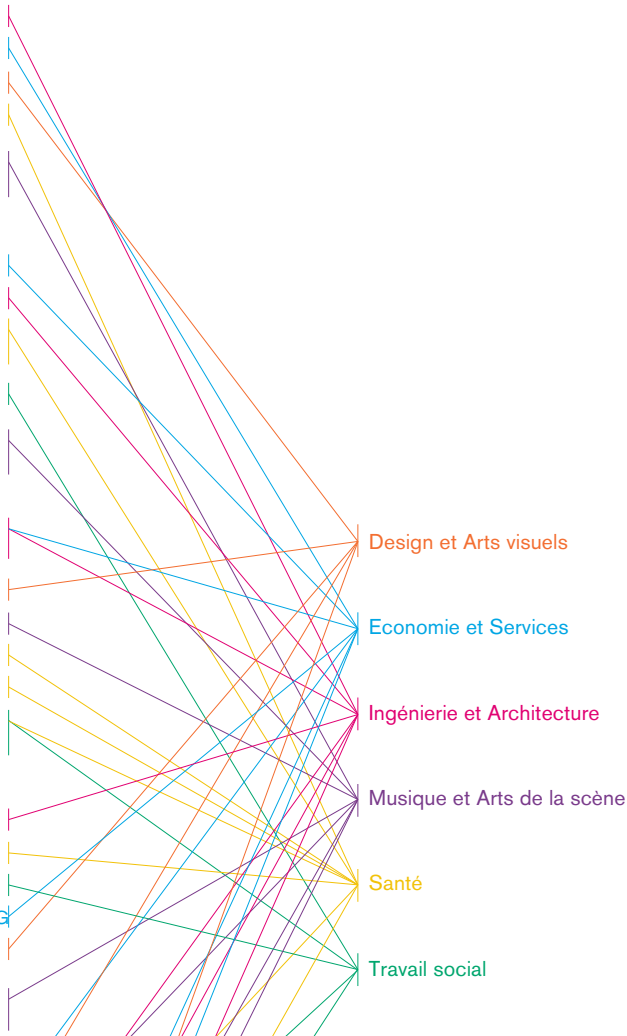 Design et Arts visuels
Economie et Services
Ingénierie et Architecture
Musique et Arts de la scène
Santé
G
Travail social